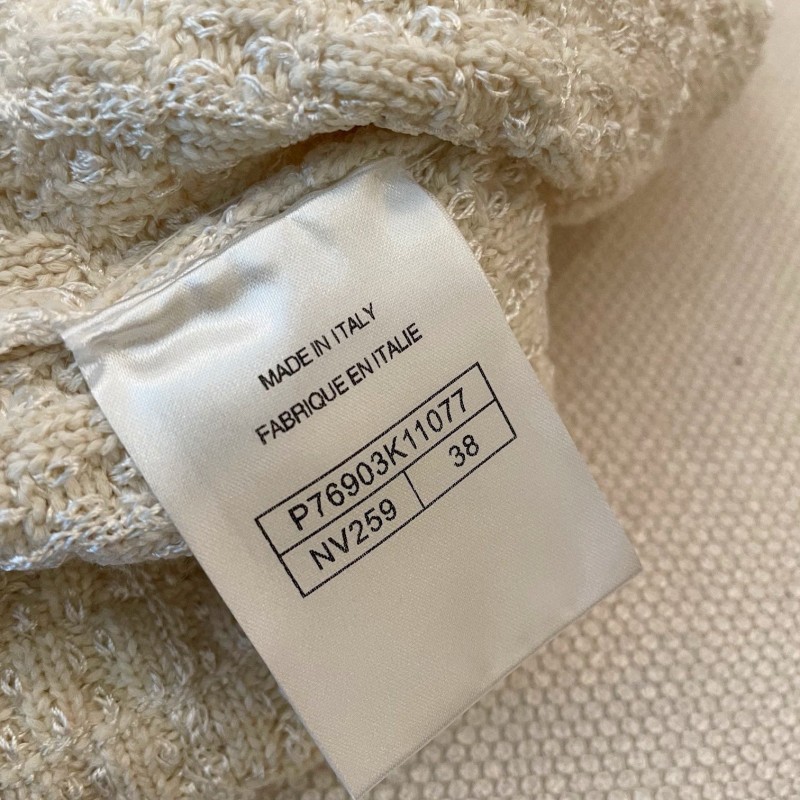 MADE IN ITALY
FABRIQUE EN ITALIE
P76903K11077
NV259 38